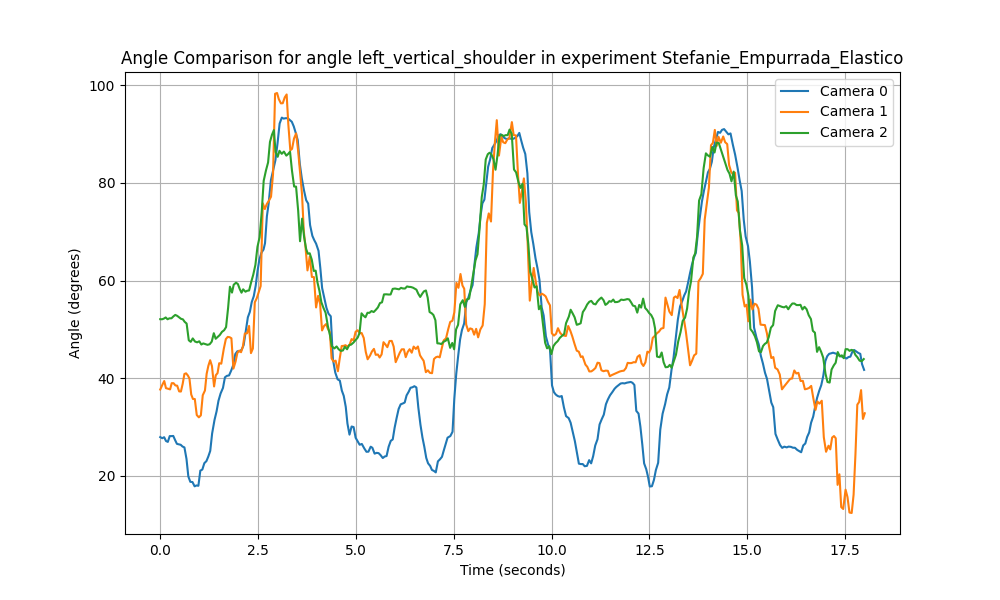 Angle Comparison for angle left_vertical_shoulder in experiment Stefanie_Empurrada_Elastico
Camera 0
Camera 1
Camera 2
Angle (degrees)
100
80
60
40
20
0.0 2.5 5.0 7.5 10.0 12.5 15.0 17.5
Time (seconds)